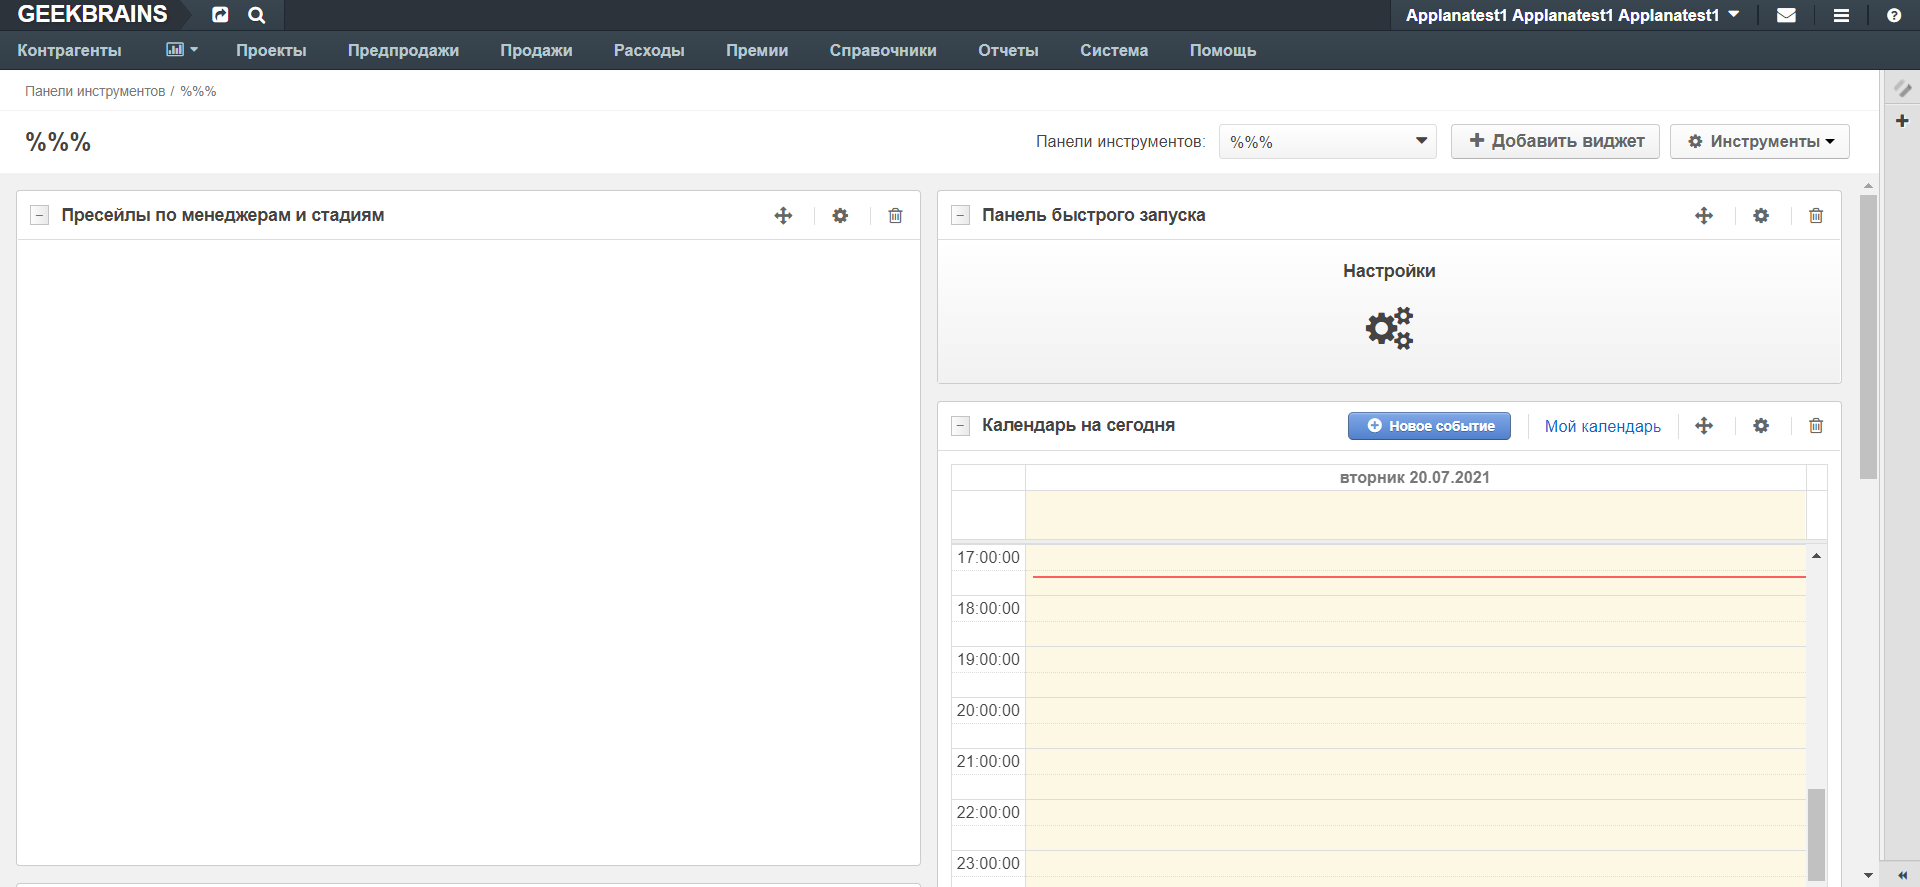 GEEKBRAINS
Applanatest1 Applanatest1 Applanatest1
Контрагенты Проекты Предпродажи Продажи Расходы Премии Справочники Отчеты Система Помощь
Панели инструментов / %%%
%%%
Панели инструментов: %%% Добавить виджет Инструменты
Пресейлы по менеджерам и стадиям
Панель быстрого запуска
Настройки
Календарь на сегодня Новое событие Мой календарь
вторник 20.07.2021
17:00:00
18:00:00
19:00:00
20:00:00
21:00:00
22:00:00
23:00:00